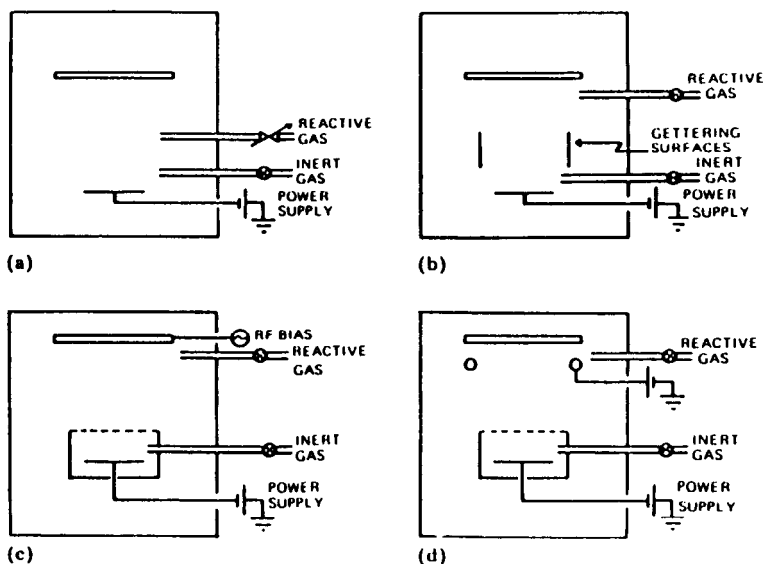 REACTIVE
GAS
INERT
GAS
POWER
SUPPLY
(a)
REACTIVE
GAS
GETTERING
SURFACES
INERT
GAS
POWER
SUPPLY
(b)
RF BIAS
REACTIVE
GAS
INERT
GAS
POWER
SUPPLY
(c)
REACTIVE
GAS
INERT
GAS
POWER
SUPPLY
(d)